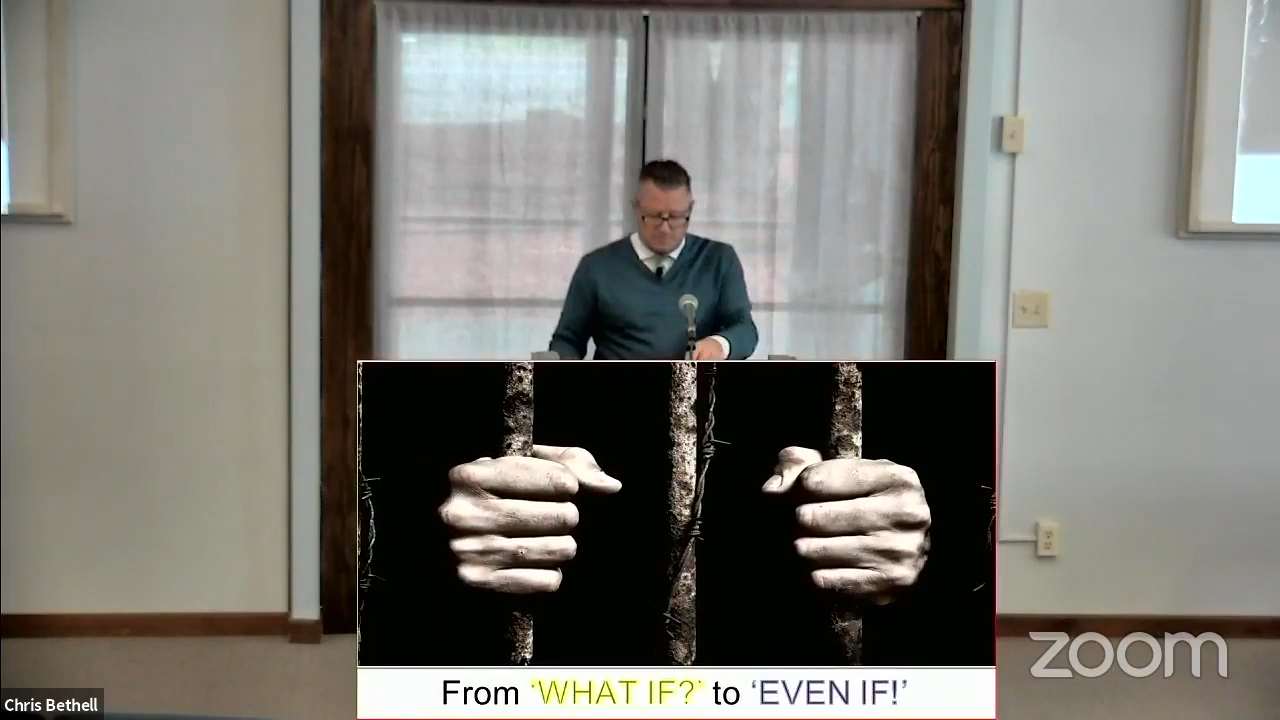 zoom
Chris Bethell
From ‘WHAT IF?’ to ‘EVEN IF!’